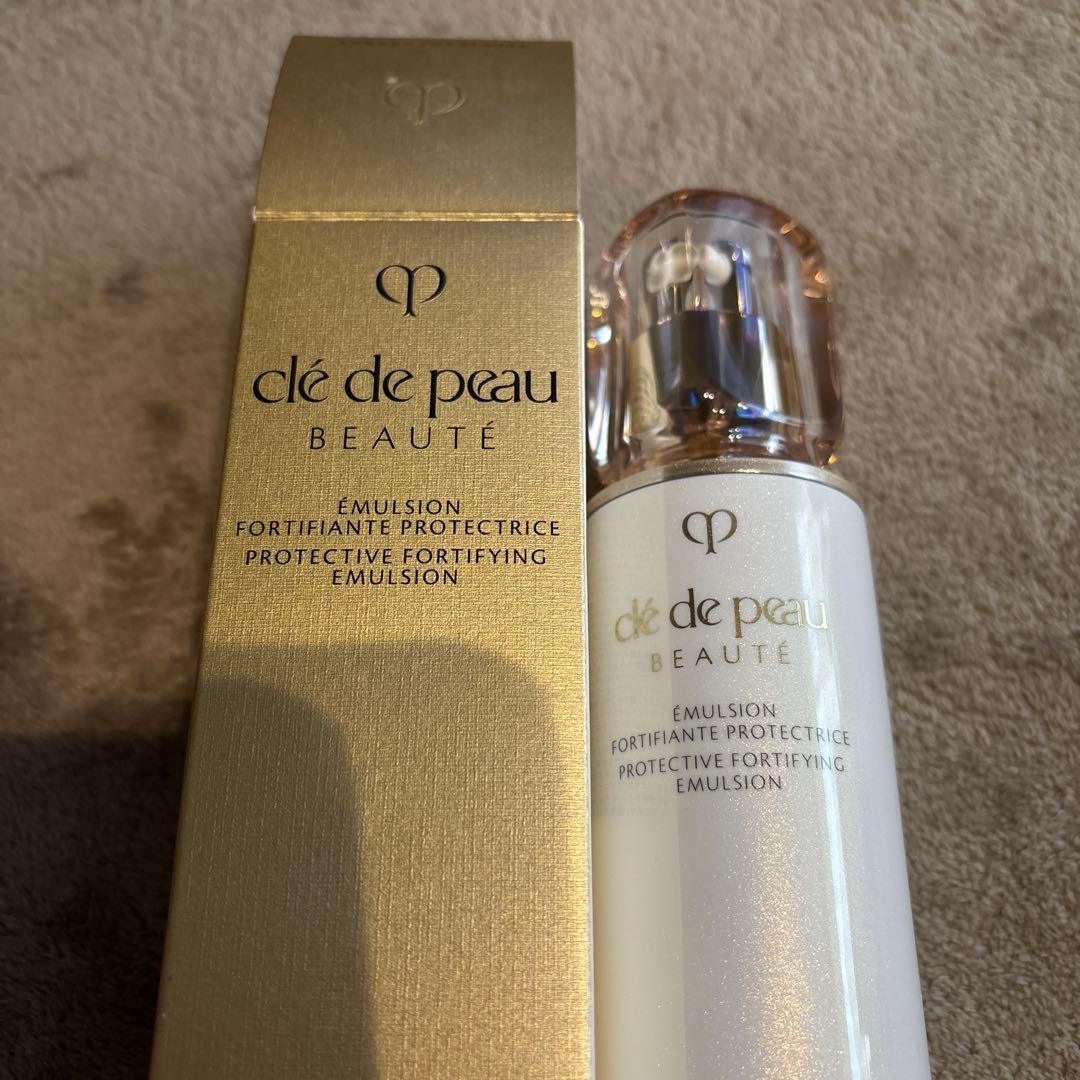 clé de peau
BEAUTÉ
ÉMULSION
FORTIFIANTE PROTECTRICE
PROTECTIVE FORTIFYING
EMULSION
clé de peau
BEAUTÉ
ÉMULSION
FORTIFIANTE PROTECTRICE
PROTECTIVE FORTIFYING
EMULSION